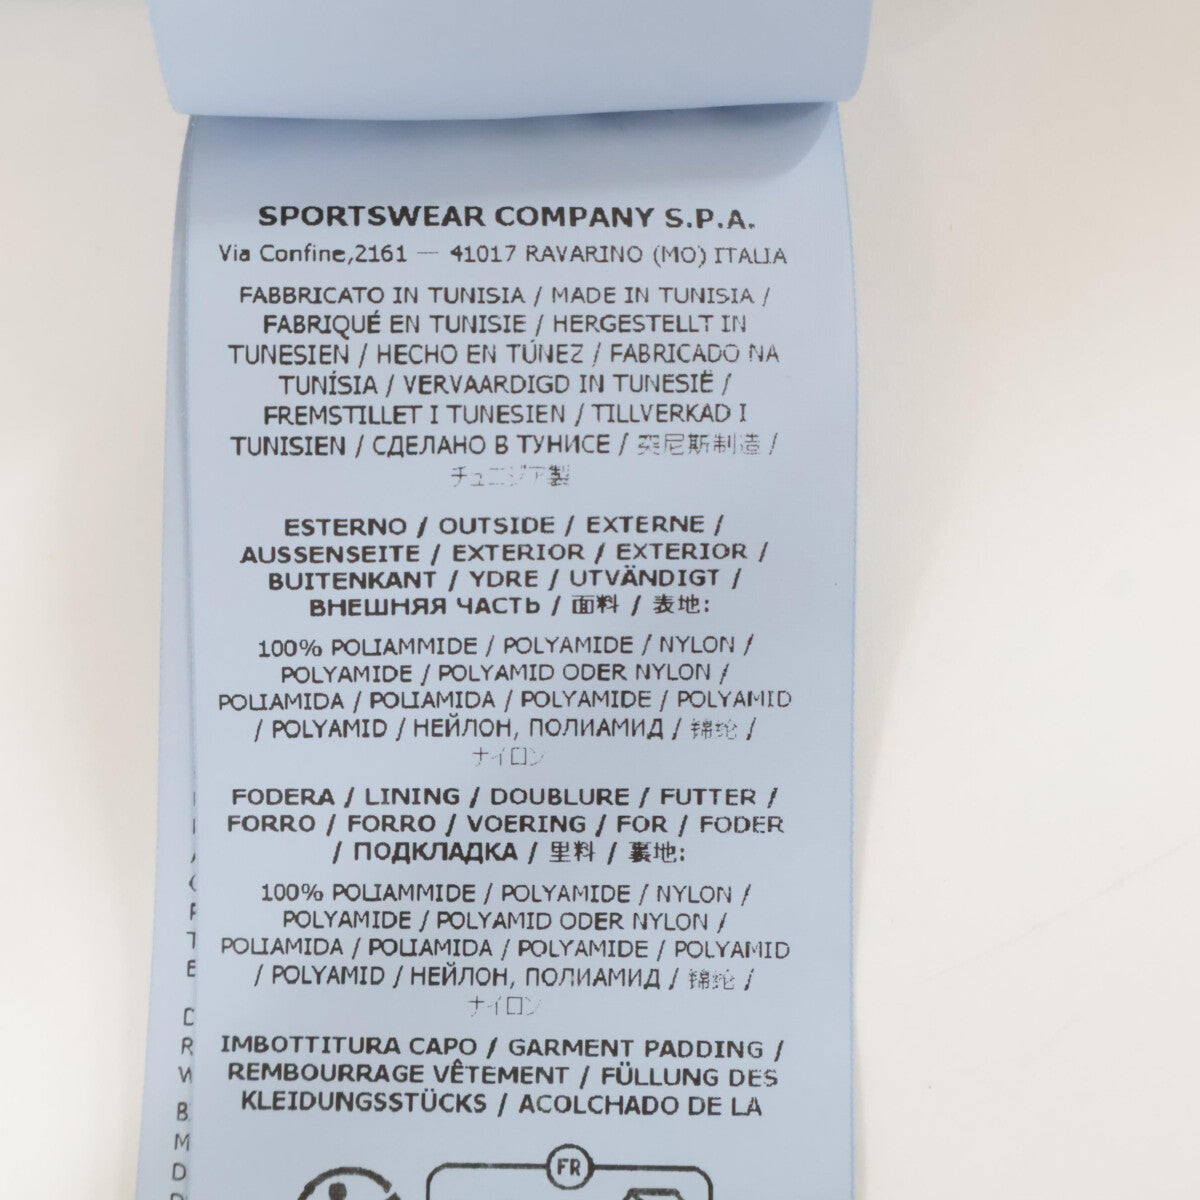 SPORTSWEAR COMPANY S.P.A.
Via Confine,2161 — 41017 RAVARINO (MO) ITALIA
FABBRICATO IN TUNISIA / MADE IN TUNISIA /
FABRIQUÉ EN TUNISIE / HERGESTELLT IN
TUNESIEN / HECHO EN TÚNEZ / FABRICADO NA
TUNÍSIA / VERVAARDIGD IN TUNESIË /
FREMSTILLET I TUNESIEN / TILLVERKAD I
TUNISIEN / СДЕЛАНО В ТУНИСЕ / 突尼斯制造 /
チュニジア製
ESTERNO / OUTSIDE / EXTERNE /
AUSSENSEITE / EXTERIOR / EXTERIOR /
BUITENKANT / YDRE / UTVÄNDIGT /
ВНЕШНЯЯ ЧАСТЬ / 面料 / 表地:
100% POLIAMMIDE / POLYAMIDE / NYLON /
POLYAMIDE / POLYAMID ODER NYLON /
POLIAMIDA / POLIAMIDA / POLYAMIDE / POLYAMID
/ POLYAMID / НЕЙЛОН, ПОЛИАМИД / 锦纶 /
ナイロン
FODERA / LINING / DOUBLURE / FUTTER /
FORRO / FORRO / VOERING / FOR / FODER
/ ПОДКЛАДКА / 里料 / 裏地:
100% POLIAMMIDE / POLYAMIDE / NYLON /
POLYAMIDE / POLYAMID ODER NYLON /
POLIAMIDA / POLIAMIDA / POLYAMIDE / POLYAMID
/ POLYAMID / НЕЙЛОН, ПОЛИАМИД / 锦纶 /
ナイロン
IMBOTTITURA CAPO / GARMENT PADDING /
REMBOURRAGE VÊTEMENT / FÜLLUNG DES
KLEIDUNGSSTÜCKS / ACOLCHADO DE LA
FR